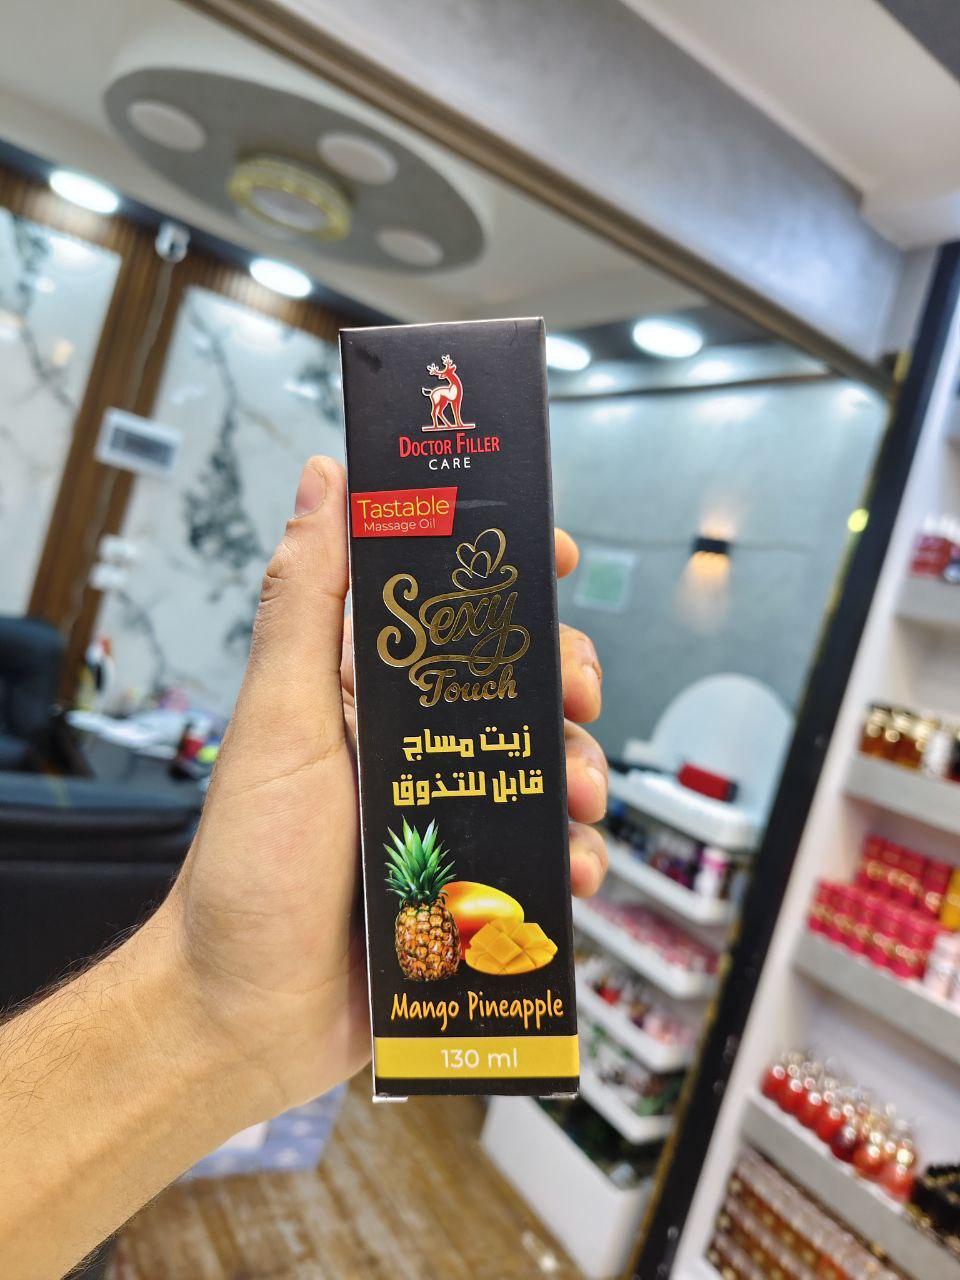 DOCTOR FILLER
CARE
Tastable
Massage Oil
Sexy
Touch
زيت مساج
قابل للتذوق
Mango Pineapple
130 ml